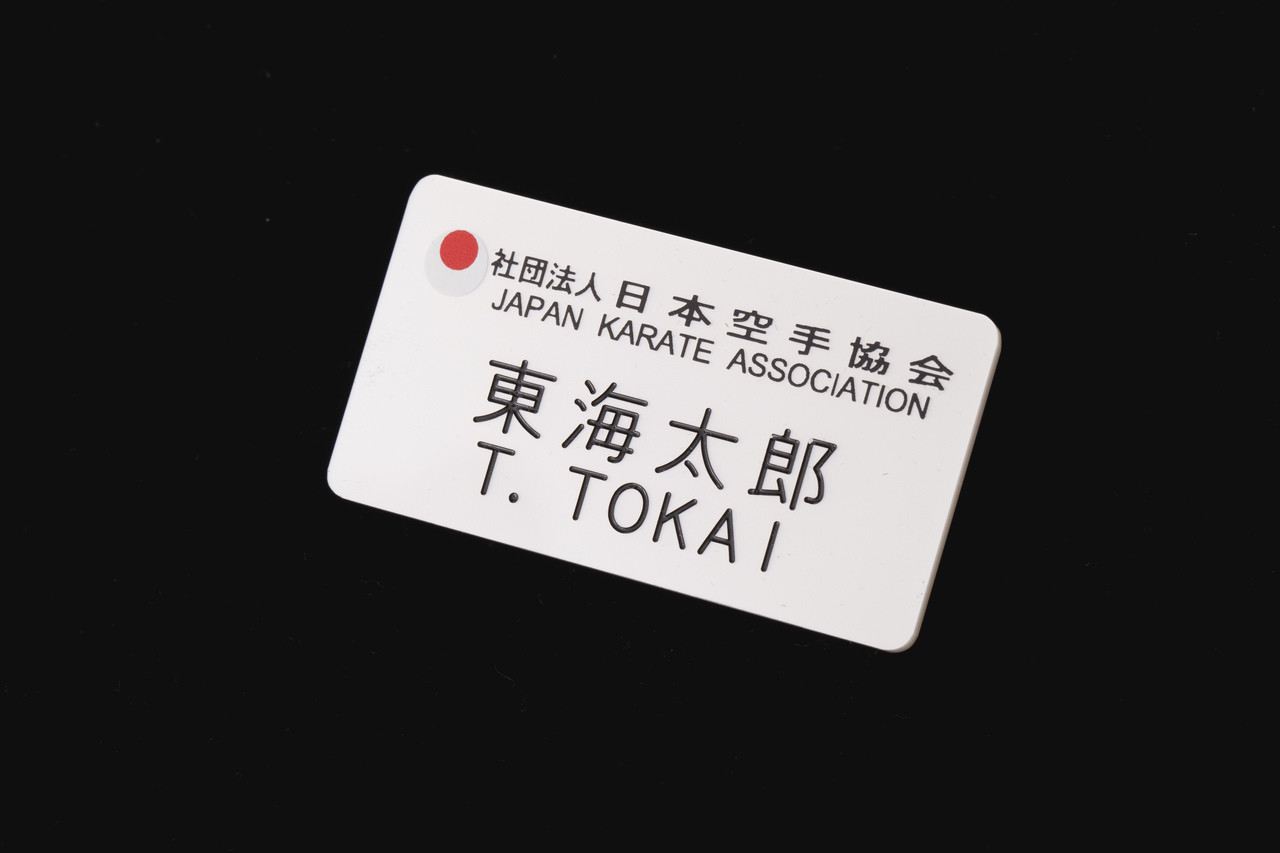 社団法人 日本空手協会
JAPAN KARATE ASSOCIATION
東海太郎
T. TOKAI